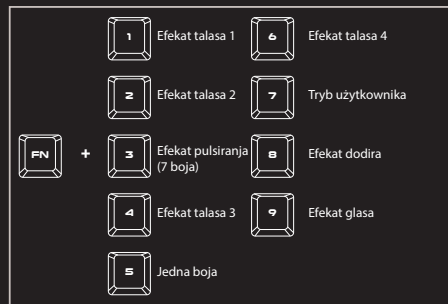 1 Efekat talasa 1
6 Efekat talasa 4
2 Efekat talasa 2
7 Tryb użytkownika
FN + 3 Efekat pulsiranja
(7 boja)
8 Efekat dodira
4 Efekat talasa 3
9 Efekat glasa
5 Jedna boja